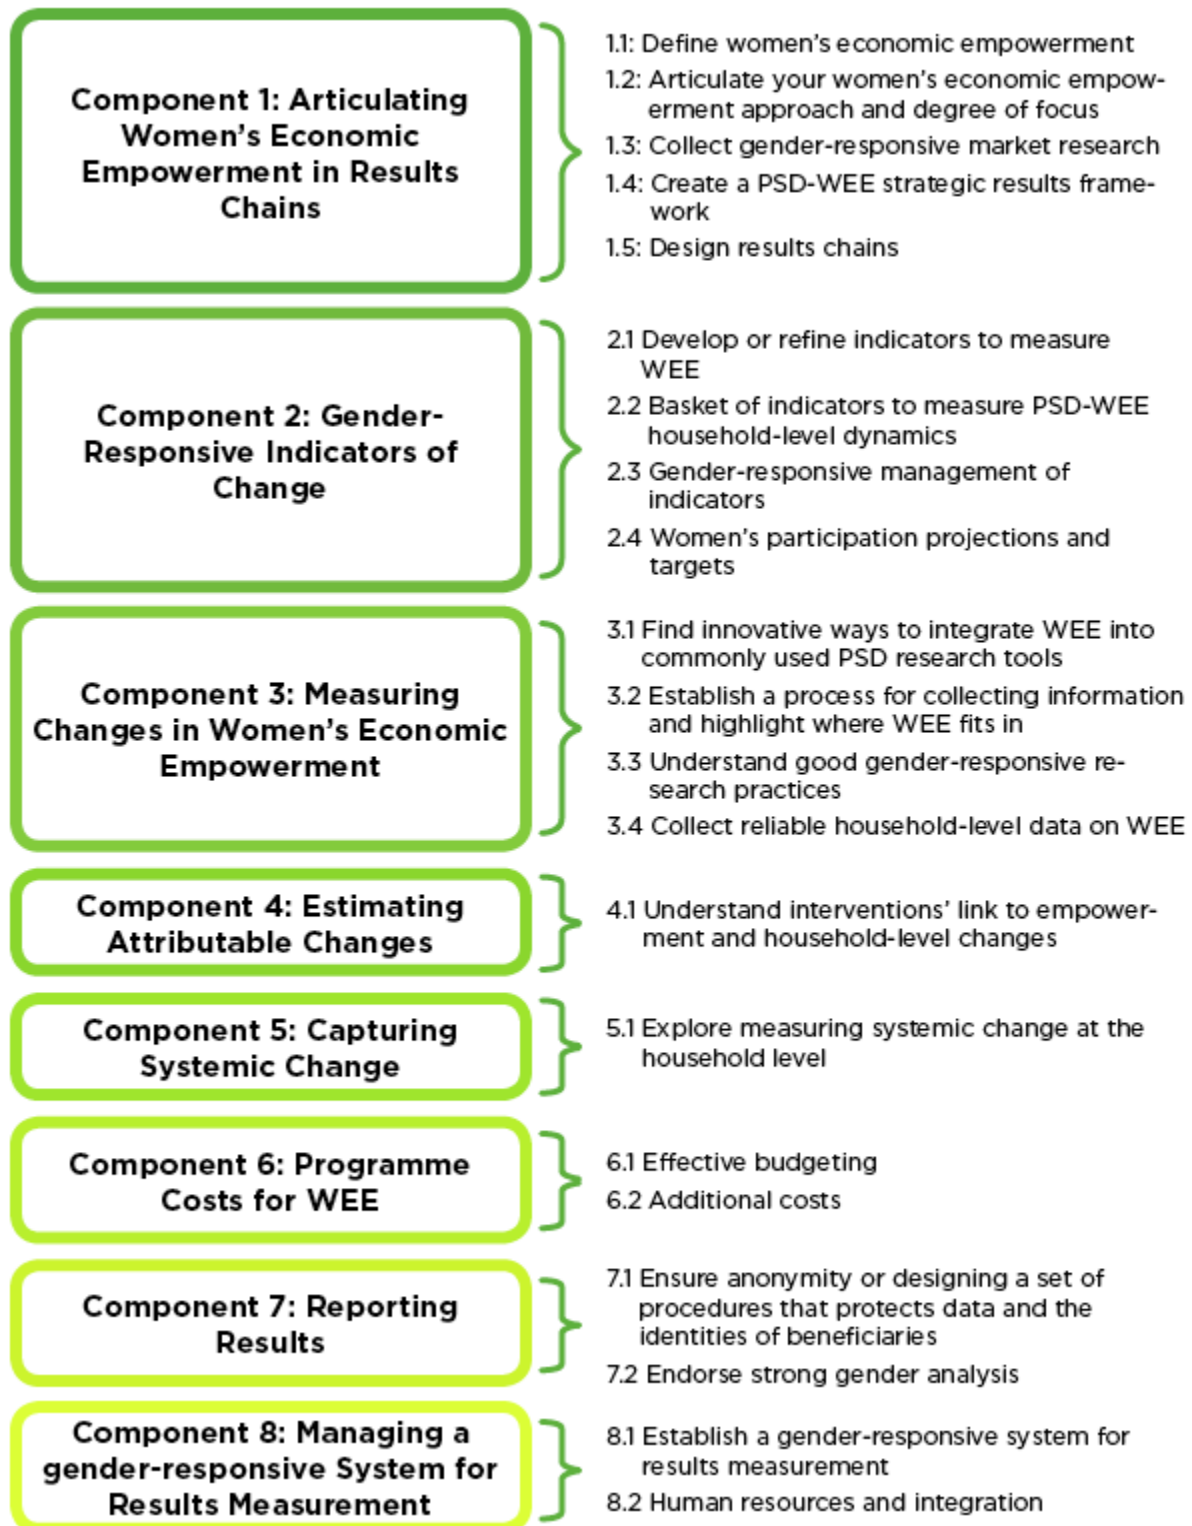 Component 1: Articulating
Women's Economic
Empowerment in Results
Chains
1.1: Define women's economic empowerment
1.2: Articulate your women's economic empow-
erment approach and degree of focus
1.3: Collect gender-responsive market research
1.4: Create a PSD-WEE strategic results frame-
work
1.5: Design results chains
Component 2: Gender-
Responsive Indicators of
Change
2.1 Develop or refine indicators to measure
WEE
2.2 Basket of indicators to measure PSD-WEE
household-level dynamics
2.3 Gender-responsive management of
indicators
2.4 Women's participation projections and
targets
Component 3: Measuring
Changes in Women's Economic
Empowerment
3.1 Find innovative ways to integrate WEE into
commonly used PSD research tools
3.2 Establish a process for collecting information
and highlight where WEE fits in
3.3 Understand good gender-responsive re-
search practices
3.4 Collect reliable household-level data on WEE
Component 4: Estimating
Attributable Changes
4.1 Understand interventions' link to empower-
ment and household-level changes
Component 5: Capturing
Systemic Change
5.1 Explore measuring systemic change at the
household level
Component 6: Programme
Costs for WEE
6.1 Effective budgeting
6.2 Additional costs
Component 7: Reporting
Results
7.1 Ensure anonymity or designing a set of
procedures that protects data and the
identities of beneficiaries
7.2 Endorse strong gender analysis
Component 8: Managing a
gender-responsive System for
Results Measurement
8.1 Establish a gender-responsive system for
results measurement
8.2 Human resources and integration